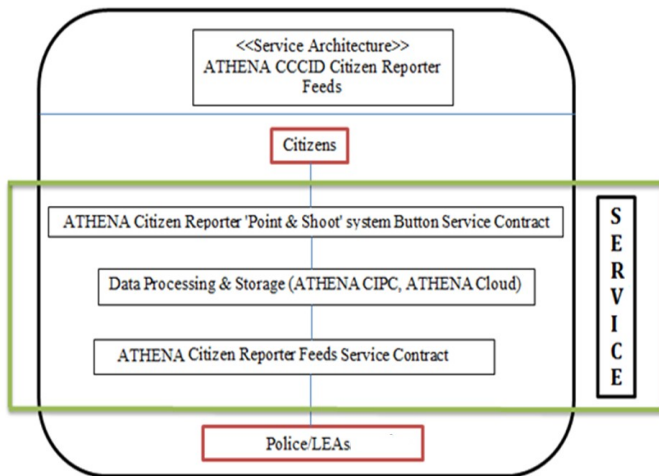 <<Service Architecture>>
ATHENA CCCID Citizen Reporter
Feeds
Citizens
ATHENA Citizen Reporter 'Point & Shoot' system Button Service Contract
Data Processing & Storage (ATHENA CIPC, ATHENA Cloud)
ATHENA Citizen Reporter Feeds Service Contract
Police/LEAs
SERVICE